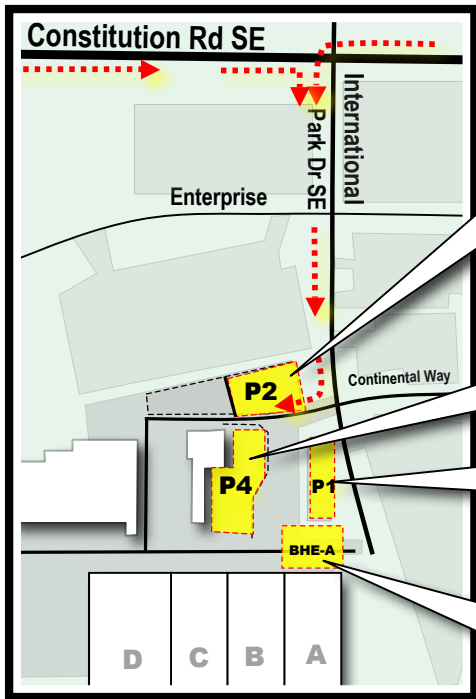 Constitution Rd SE
International
Park Dr SE
Enterprise
P2
Continental Way
P4
P1
BHE-A
D
C
B
A